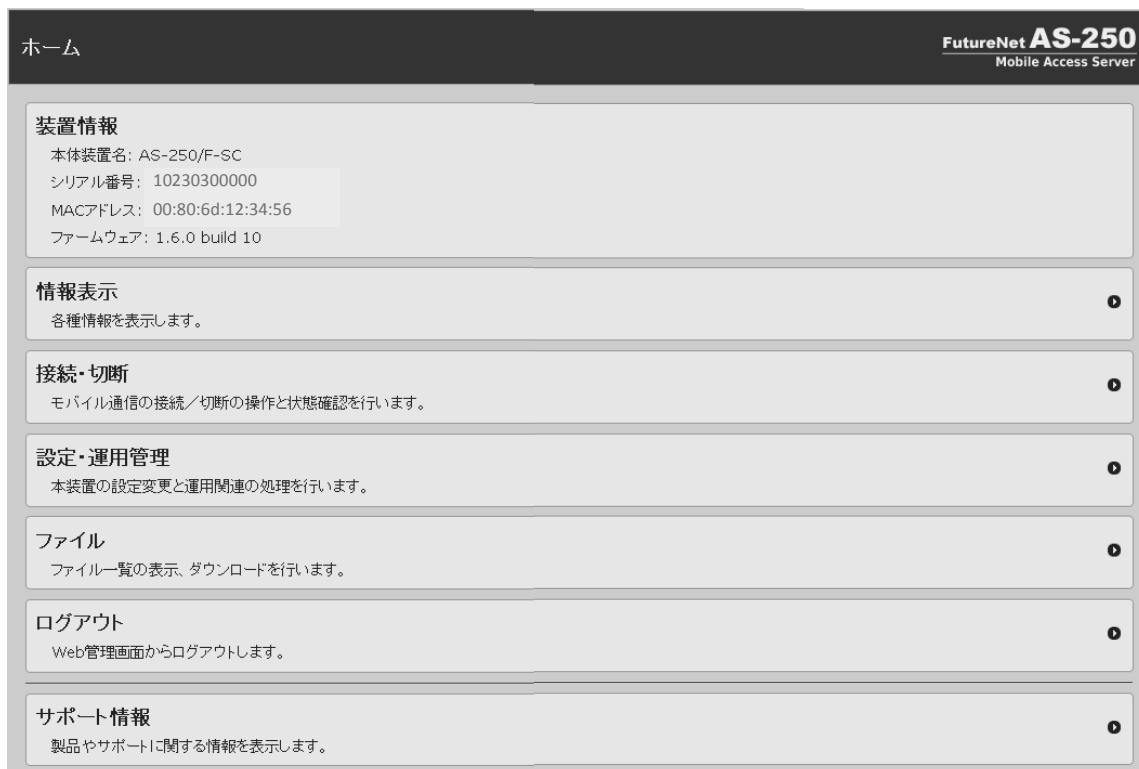 ホーム
FutureNet AS-250
Mobile Access Server
装置情報
本体装置名: AS-250/F-SC
シリアル番号: 10230300000
MACアドレス: 00:80:6d:12:34:56
ファームウェア: 1.6.0 build 10
情報表示
各種情報を表示します。
接続・切断
モバイル通信の接続／切断の操作と状態確認を行います。
設定・運用管理
本装置の設定変更と運用関連の処理を行います。
ファイル
ファイル一覧の表示、ダウンロードを行います。
ログアウト
Web管理画面からログアウトします。
サポート情報
製品やサポートに関する情報を表示します。